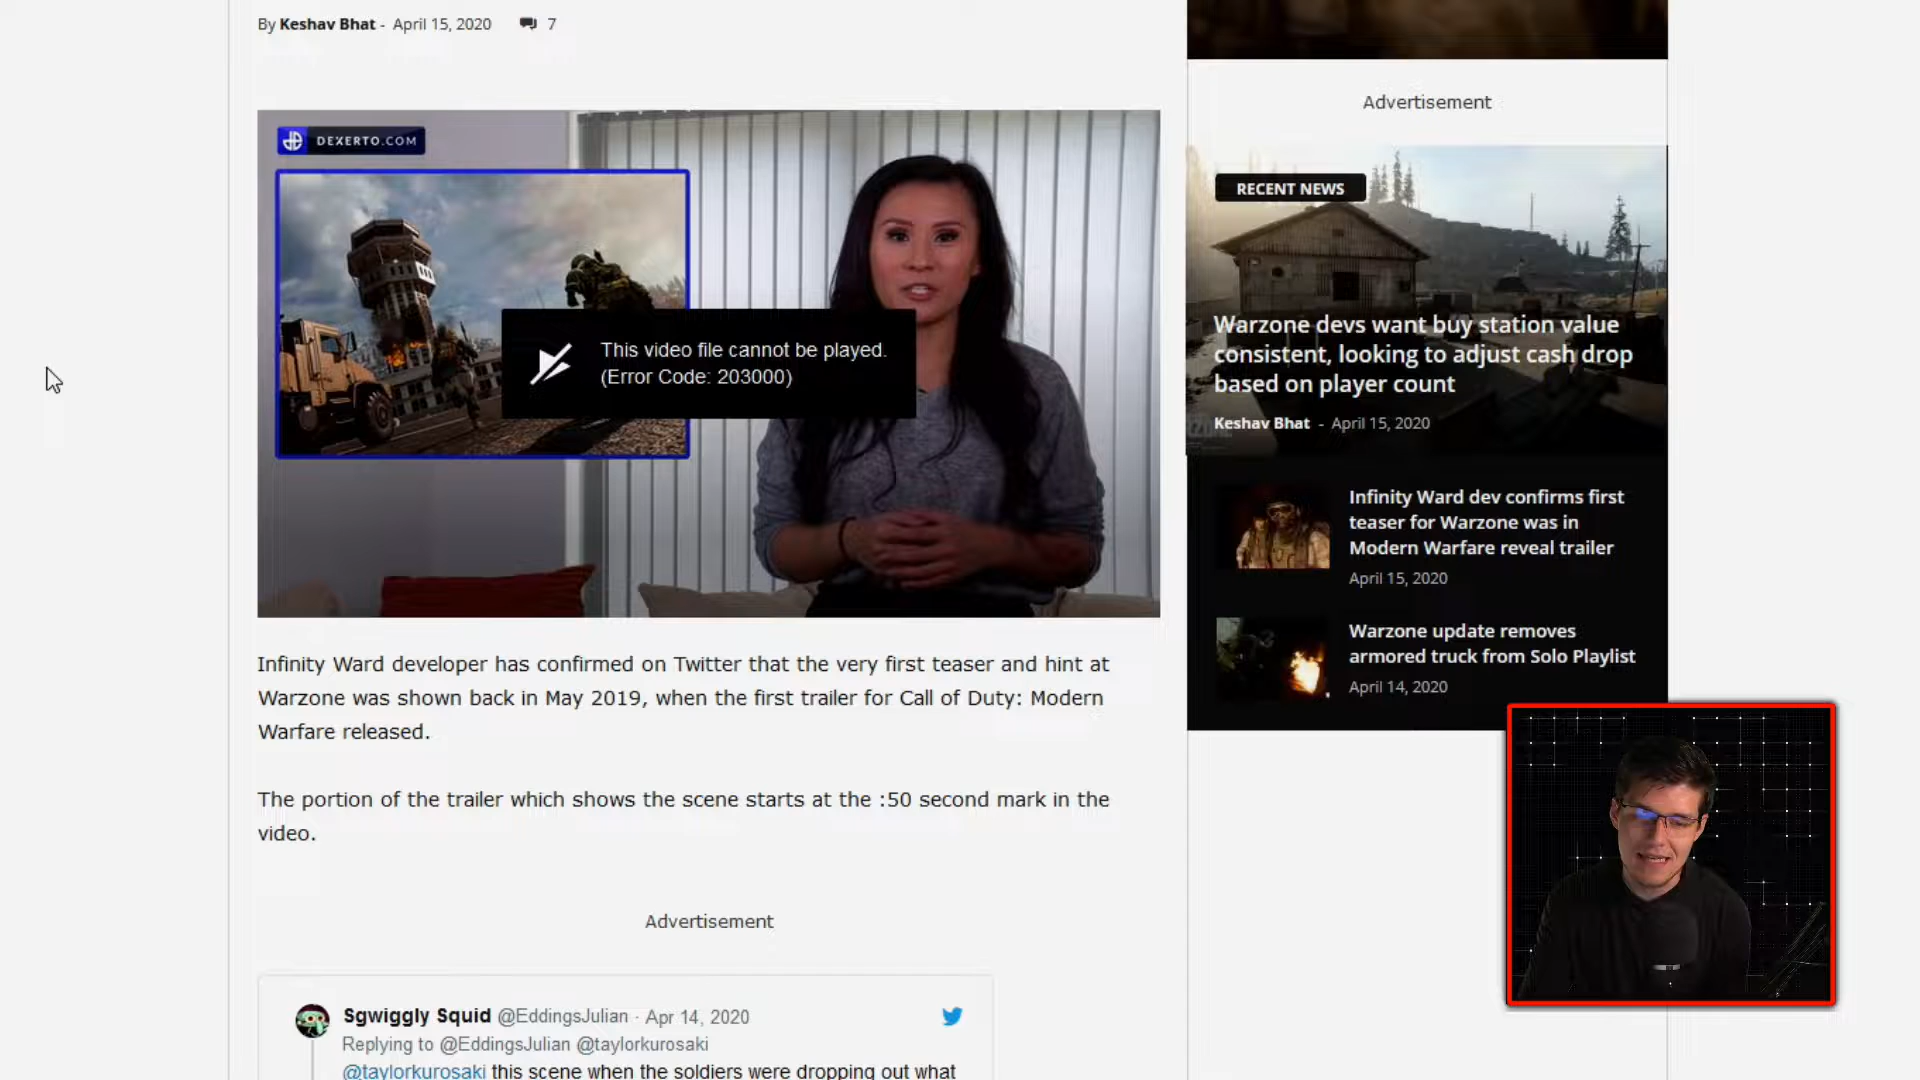 By Keshav Bhat - April 15, 2020 7
DEXERTO.COM
This video file cannot be played.
(Error Code: 203000)
Infinity Ward developer has confirmed on Twitter that the very first teaser and hint at
Warzone was shown back in May 2019, when the first trailer for Call of Duty: Modern
Warfare released.
The portion of the trailer which shows the scene starts at the :50 second mark in the
video.
Advertisement
Sgwiggly Squid @EddingsJulian · Apr 14, 2020
Replying to @EddingsJulian @taylorkurosaki
@taylorkurosaki this scene when the soldiers were dropping out what
Advertisement
RECENT NEWS
Warzone devs want buy station value
consistent, looking to adjust cash drop
based on player count
Keshav Bhat - April 15, 2020
Infinity Ward dev confirms first
teaser for Warzone was in
Modern Warfare reveal trailer
April 15, 2020
Warzone update removes
armored truck from Solo Playlist
April 14, 2020